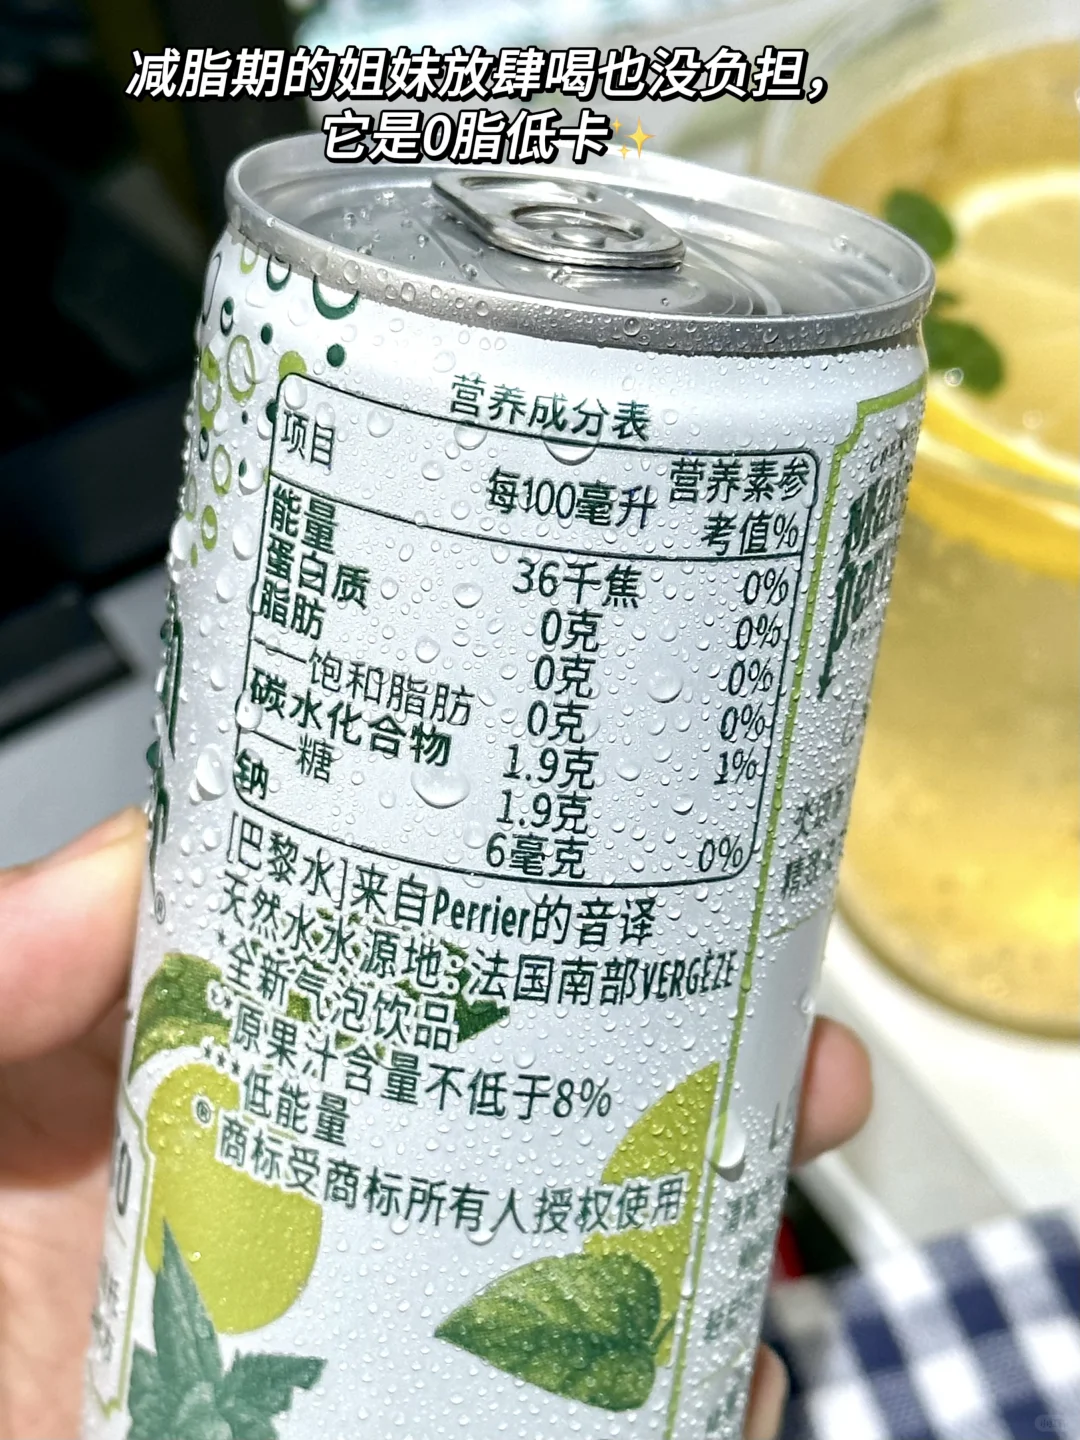 减脂期的姐妹放肆喝也没负担，
它是0脂低卡✨
营养成分表
项目 每100毫升 营养素参考值%
能量 36千焦 0%
蛋白质 0克 0%
脂肪 0克 0%
——饱和脂肪 0克 0%
碳水化合物 1.9克 1%
——糖 1.9克
钠 6毫克 0%
[巴黎水]来自Perrier的音译
天然水水源地:法国南部VERGÈZE
*全新气泡饮品
**原果汁含量不低于8%
***低能量
®商标受商标所有人授权使用